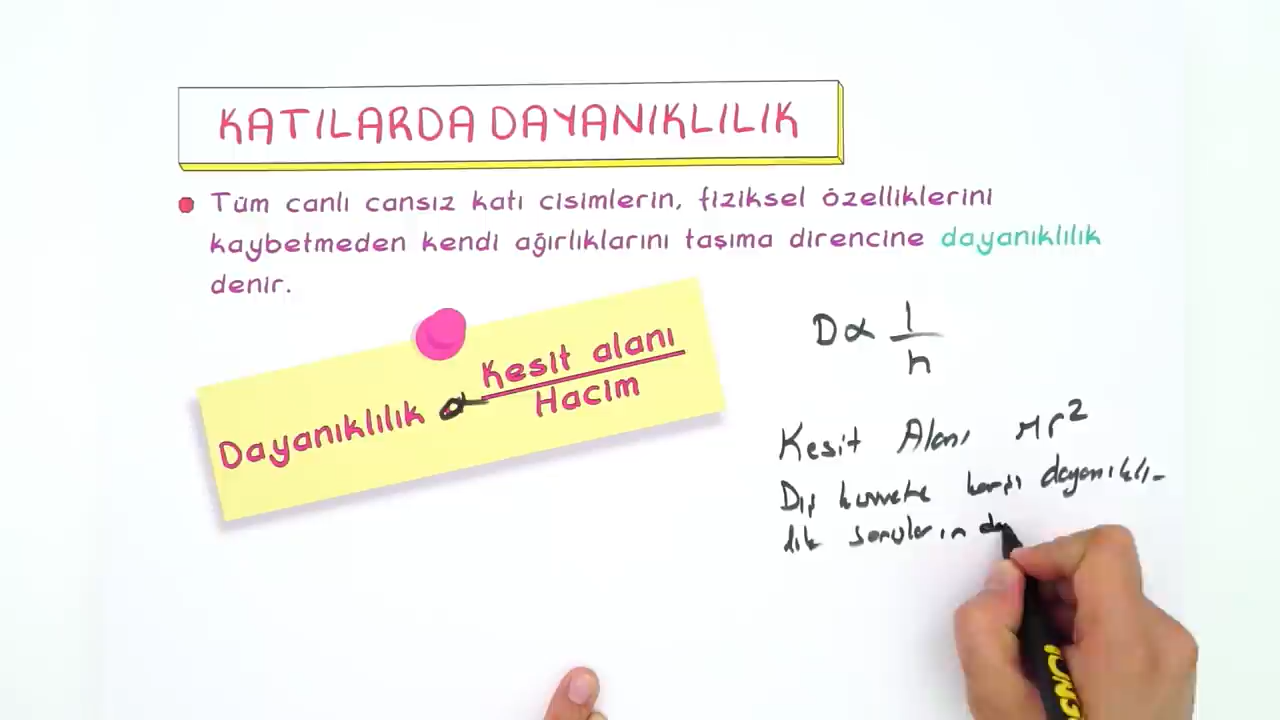 KATILARDA DAYANIKLILIK
Tüm canlı cansız katı cisimlerin, fiziksel özelliklerini
kaybetmeden kendi ağırlıklarını taşıma direncine dayanıklılık
denir.
Dayanıklılık α Kesit alanı
Hacim
D α 1
h
Kesit Alanı πr²
Dış kuvvete karşı dayanıklı-
lık soruların